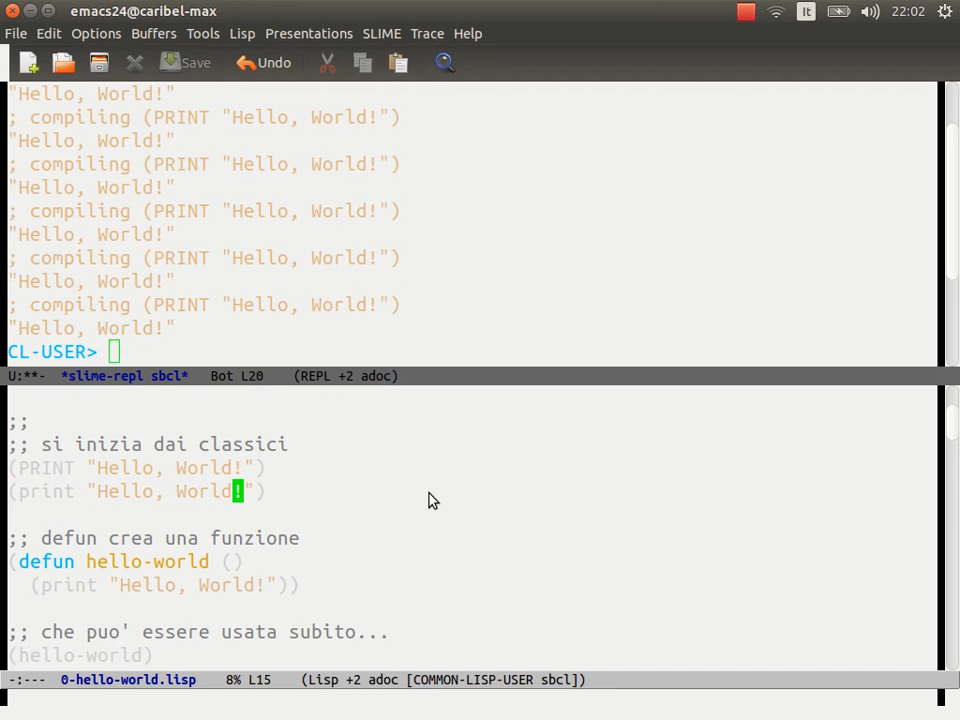 emacs24@caribel-max
It
22:02
File Edit Options Buffers Tools Lisp Presentations SLIME Trace Help
Save Undo
"Hello, World!"
; compiling (PRINT "Hello, World!")
"Hello, World!"
; compiling (PRINT "Hello, World!")
"Hello, World!"
; compiling (PRINT "Hello, World!")
"Hello, World!"
; compiling (PRINT "Hello, World!")
"Hello, World!"
; compiling (PRINT "Hello, World!")
"Hello, World!"
CL-USER>
U:**- *slime-repl sbcl* Bot L20 (REPL +2 adoc)
;;
;; si inizia dai classici
(PRINT "Hello, World!")
(print "Hello, World!")
;; defun crea una funzione
(defun hello-world ()
(print "Hello, World!"))
;; che puo' essere usata subito...
(hello-world)
-:--- 0-hello-world.lisp 8% L15 (Lisp +2 adoc [COMMON-LISP-USER sbcl])